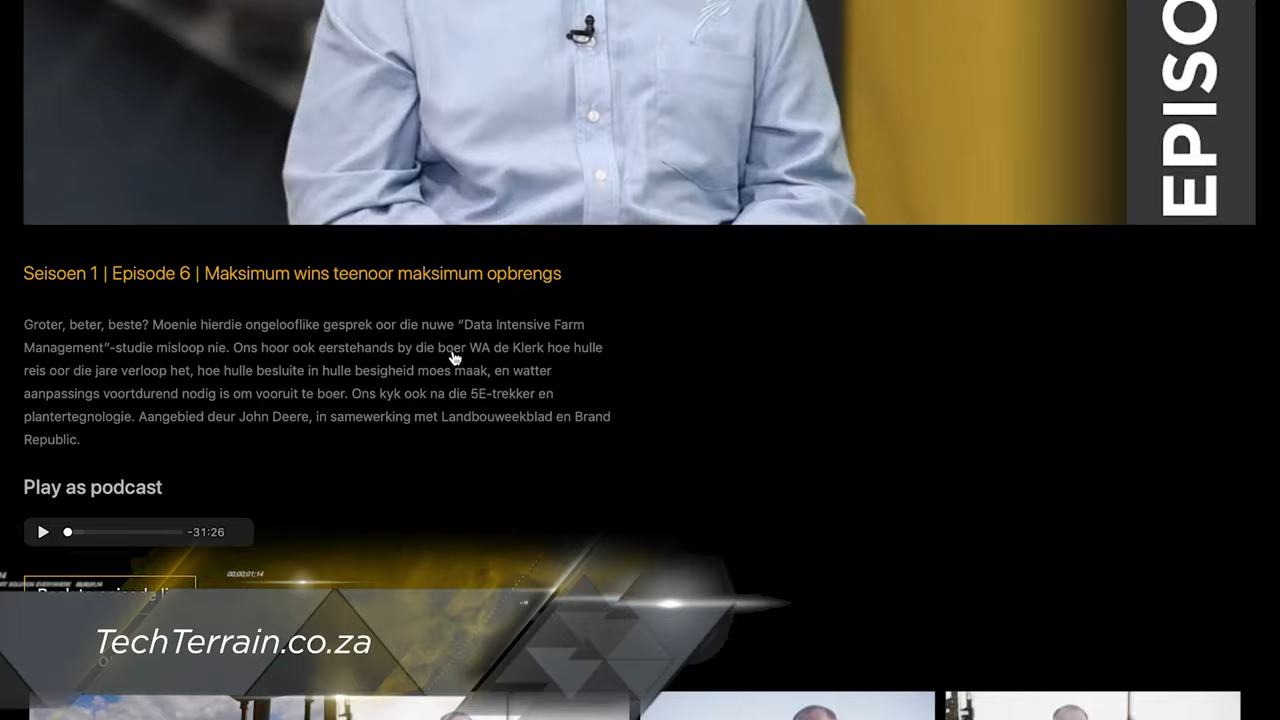 EPISO
Seisoen 1 | Episode 6 | Maksimum wins teenoor maksimum opbrengs
Groter, beter, beste? Moenie hierdie ongelooflike gesprek oor die nuwe “Data Intensive Farm
Management”-studie misloop nie. Ons hoor ook eerstehands by die boer WA de Klerk hoe hulle
reis oor die jare verloop het, hoe hulle besluite in hulle besigheid moes maak, en watter
aanpassings voortdurend nodig is om vooruit te boer. Ons kyk ook na die 5E-trekker en
plantertegnologie. Aangebied deur John Deere, in samewerking met Landbouweekblad en Brand
Republic.
Play as podcast
-31:26
00;00;01;14
TechTerrain.co.za